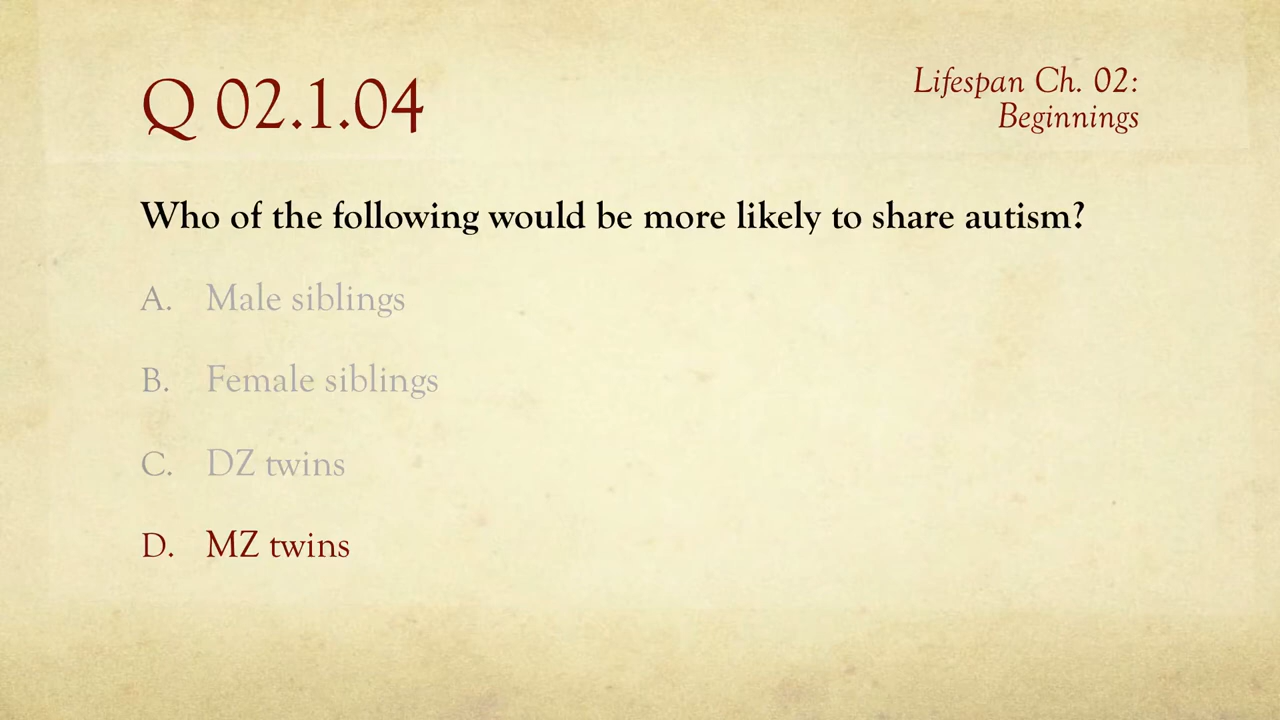 Q 02.1.04
Lifespan Ch. 02:
Beginnings
Who of the following would be more likely to share autism?
A. Male siblings
B. Female siblings
C. DZ twins
D. MZ twins